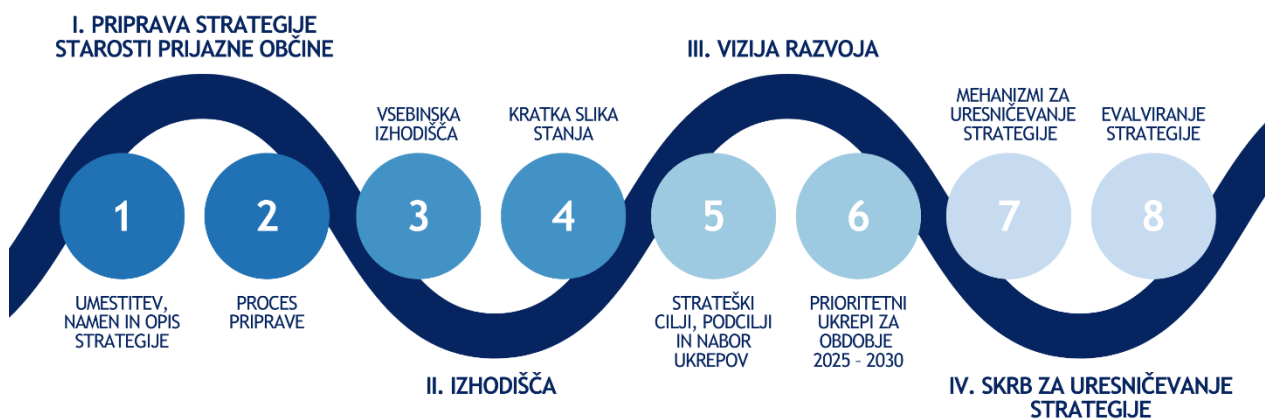 I. PRIPRAVA STRATEGIJE
STAROSTI PRIJAZNE OBČINE
1
UMESTITEV,
NAMEN IN OPIS
STRATEGIJE
2
PROCES
PRIPRAVE
II. IZHODIŠČA
VSEBINSKA
IZHODIŠČA
3
KRATKA SLIKA
STANJA
4
III. VIZIJA RAZVOJA
5
STRATEŠKI
CILJI, PODCILJI
IN NABOR
UKREPOV
6
PRIORITETNI
UKREPI ZA
OBDOBJE
2025 – 2030
IV. SKRB ZA URESNIČEVANJE
STRATEGIJE
MEHANIZMI ZA
URESNIČEVANJE
STRATEGIJE
7
EVALVIRANJE
STRATEGIJE
8